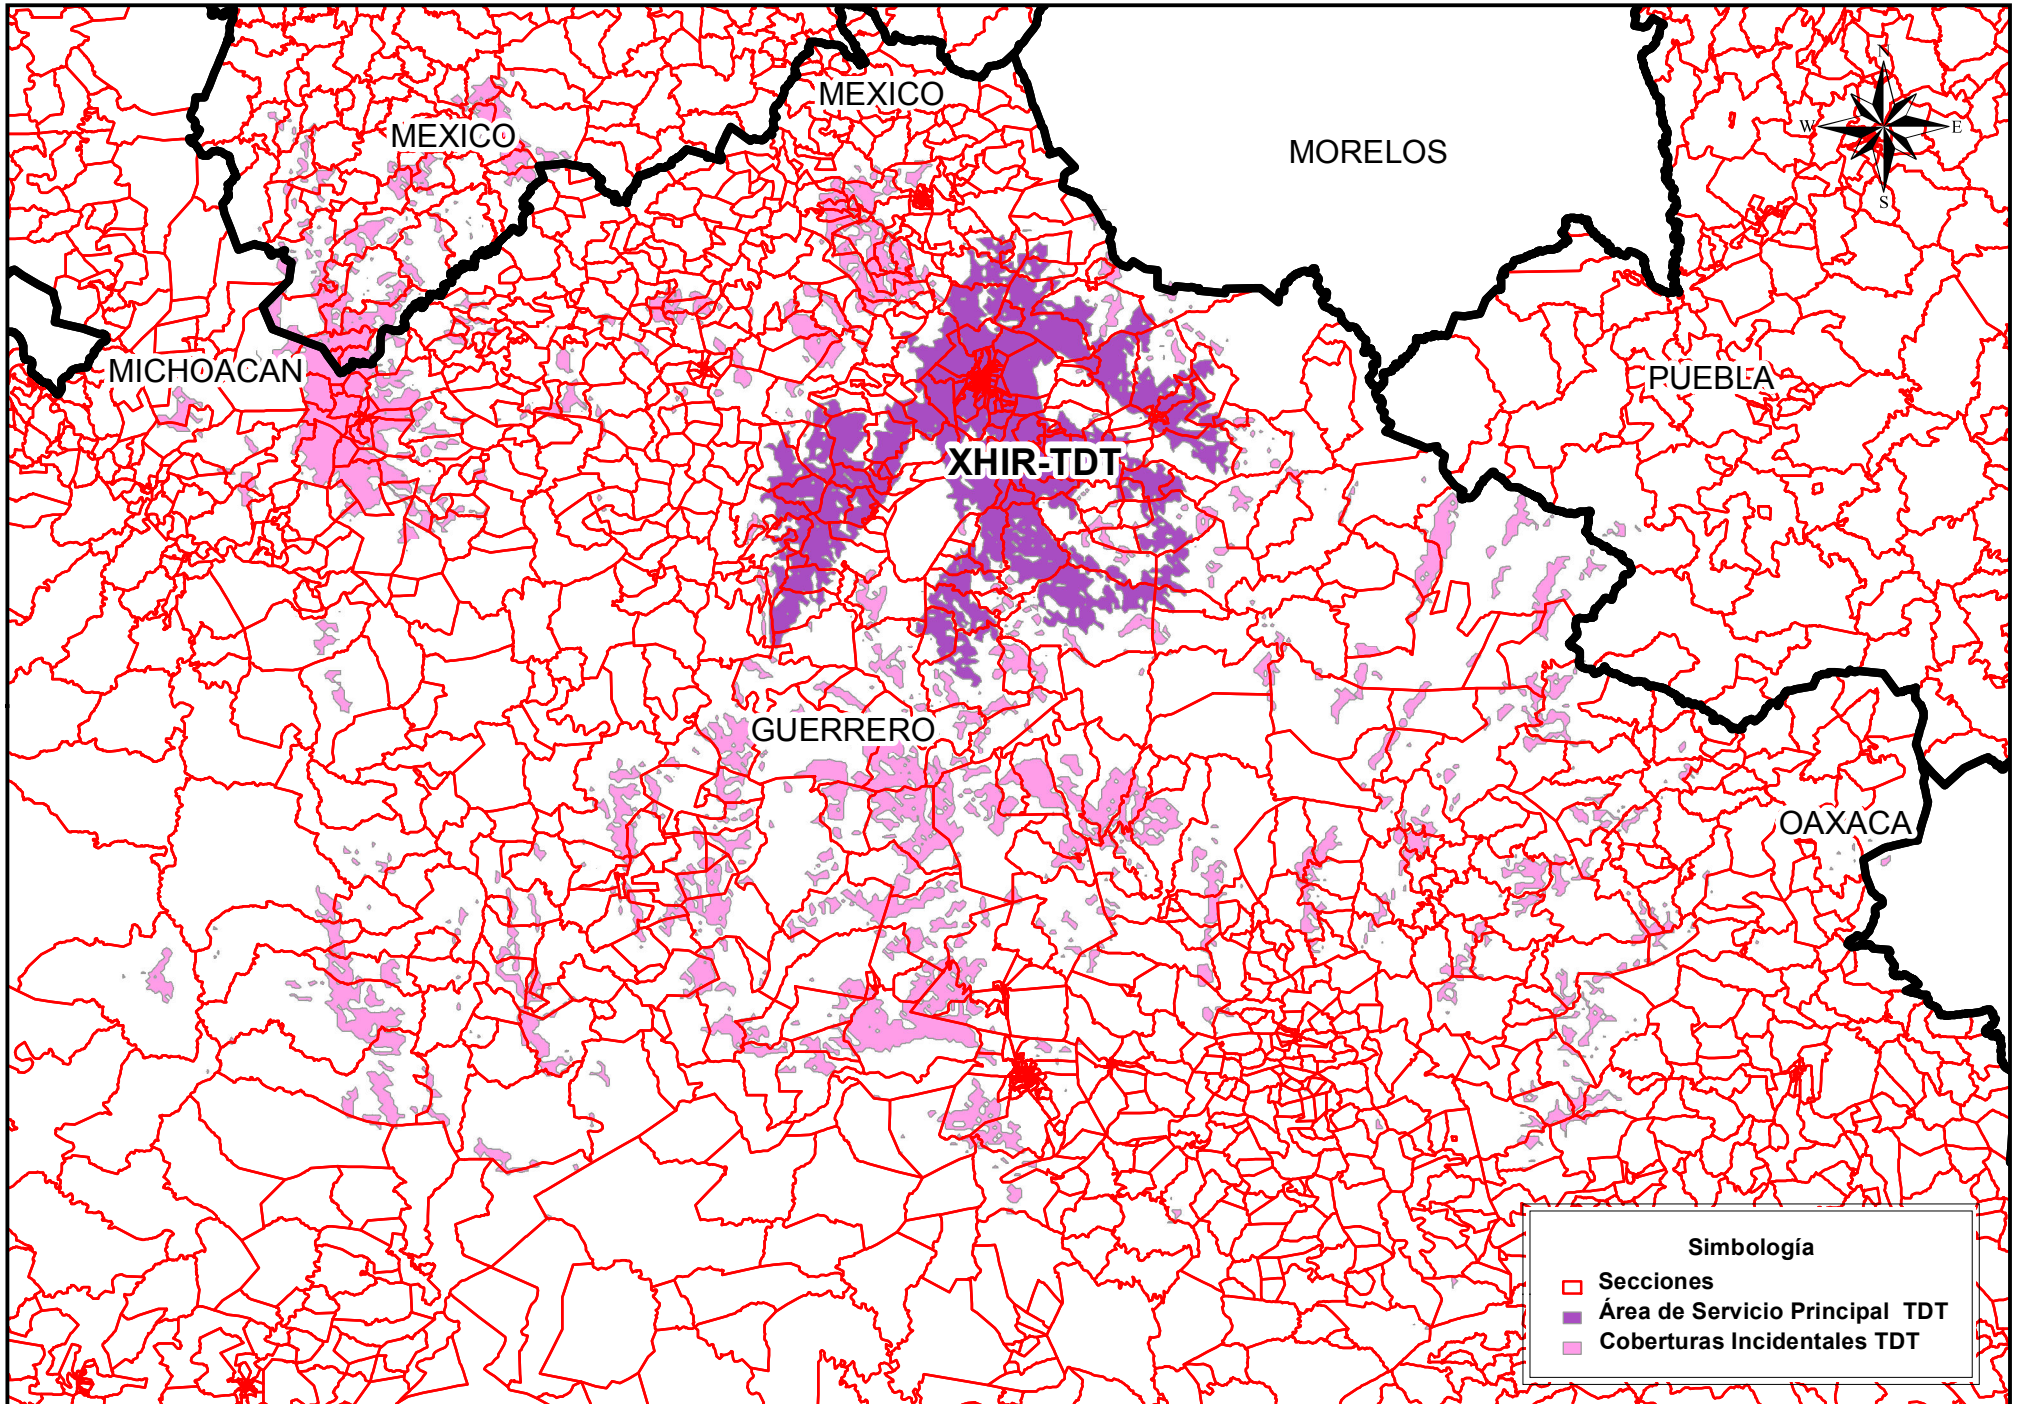 MEXICO
MEXICO
MORELOS
N
W
E
S
MICHOACAN
PUEBLA
XHIR-TDT
GUERRERO
OAXACA
Simbología
Secciones
Área de Servicio Principal TDT
Coberturas Incidentales TDT